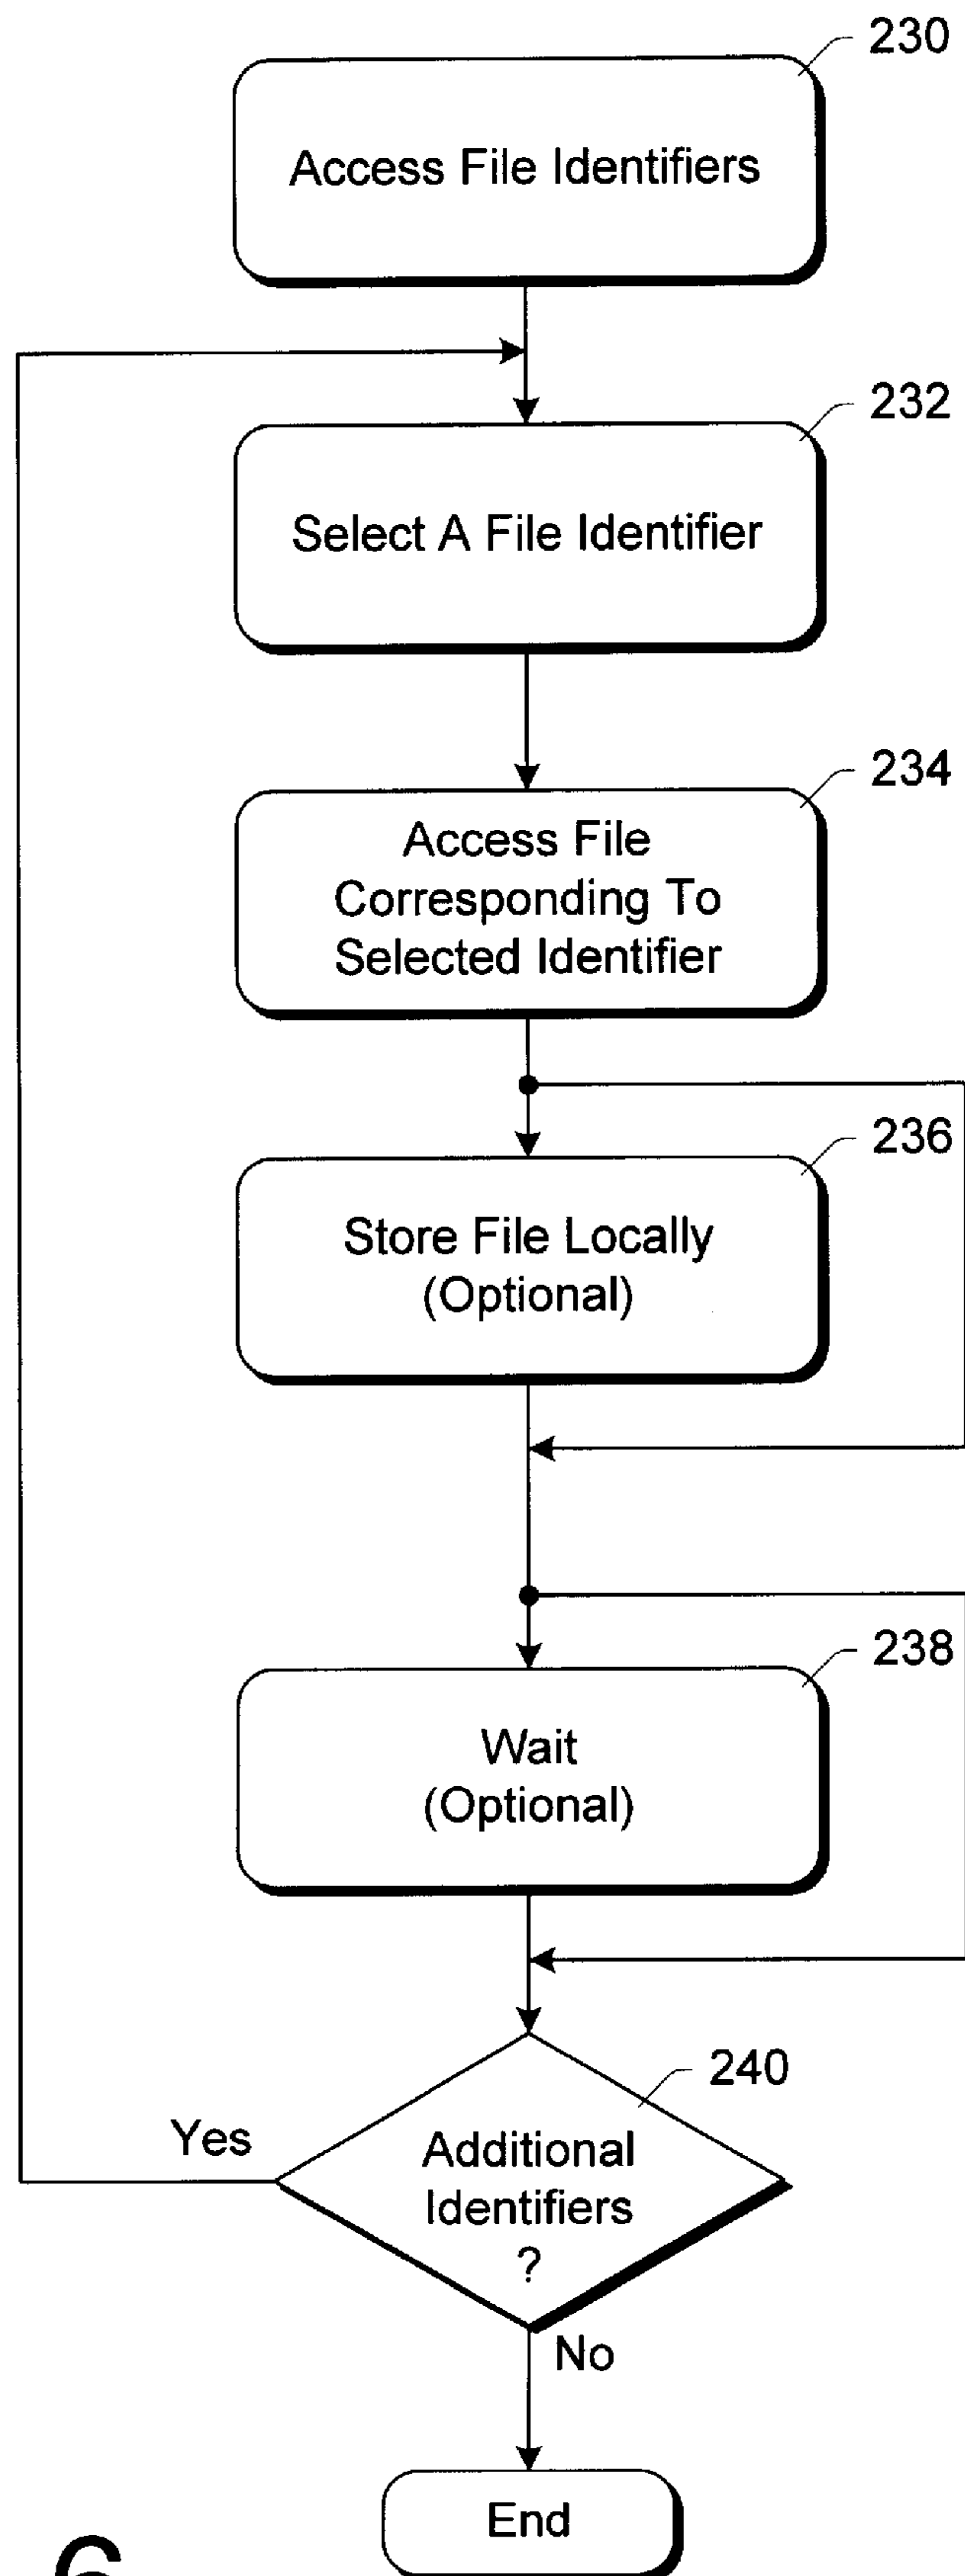 230
Access File Identifiers
232
Select A File Identifier
234
Access File
Corresponding To
Selected Identifier
236
Store File Locally
(Optional)
238
Wait
(Optional)
240
Yes
Additional
Identifiers
?
No
End
6